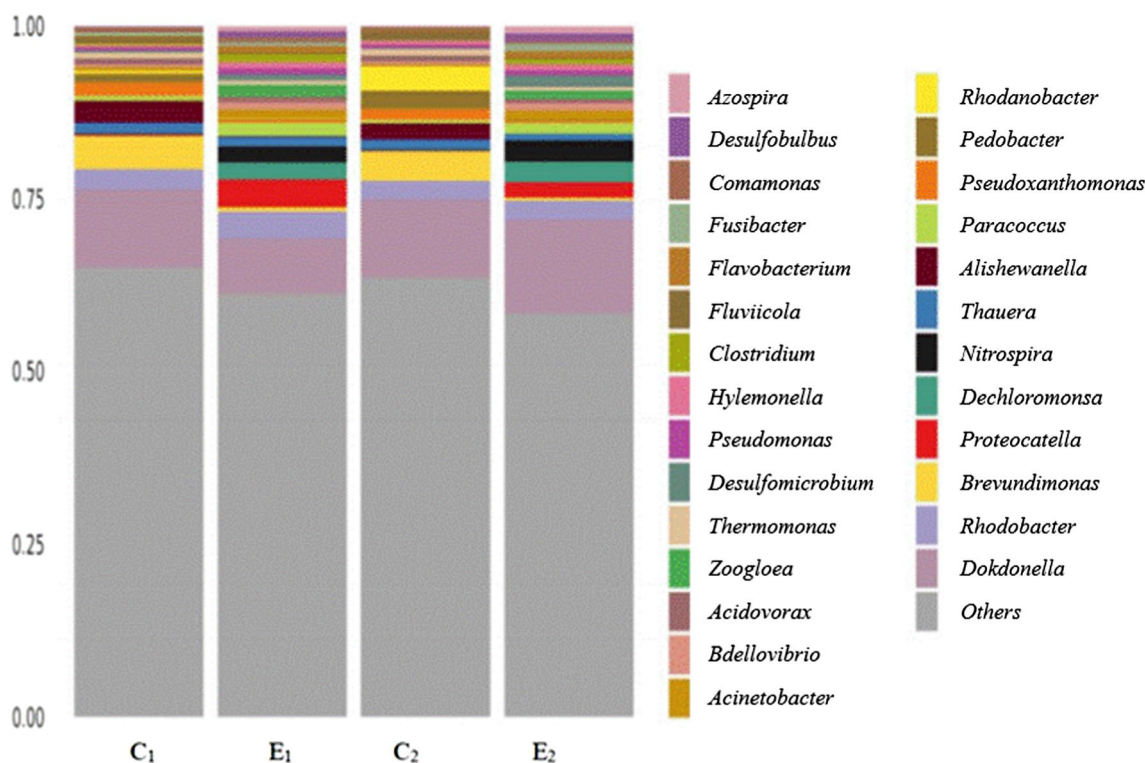 1.00
0.75
0.50
0.25
0.00
C₁ E₁ C₂ E₂
Azospira
Desulfobulbus
Comamonas
Fusibacter
Flavobacterium
Fluviicola
Clostridium
Hylemonella
Pseudomonas
Desulfomicrobium
Thermomonas
Zoogloea
Acidovorax
Bdellovibrio
Acinetobacter
Rhodanobacter
Pedobacter
Pseudoxanthomonas
Paracoccus
Alishewanella
Thauera
Nitrospira
Dechloromonsa
Proteocatella
Brevundimonas
Rhodobacter
Dokdonella
Others